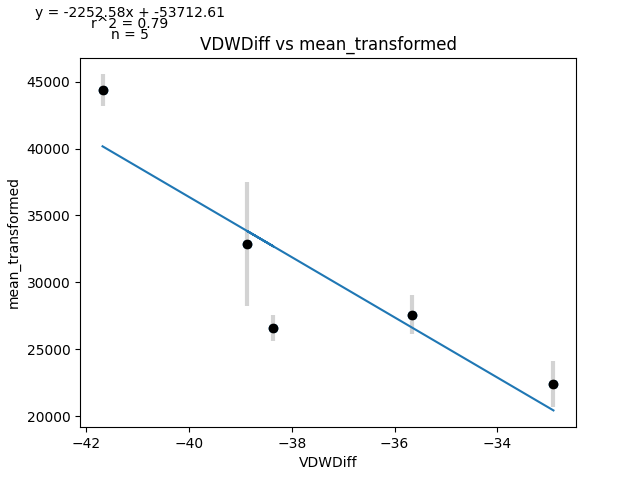 y = -2252.58x + -53712.61
r^2 = 0.79
n = 5
VDWDiff vs mean_transformed
45000
40000
35000
30000
25000
20000
mean_transformed
−42
−40
−38
−36
−34
VDWDiff